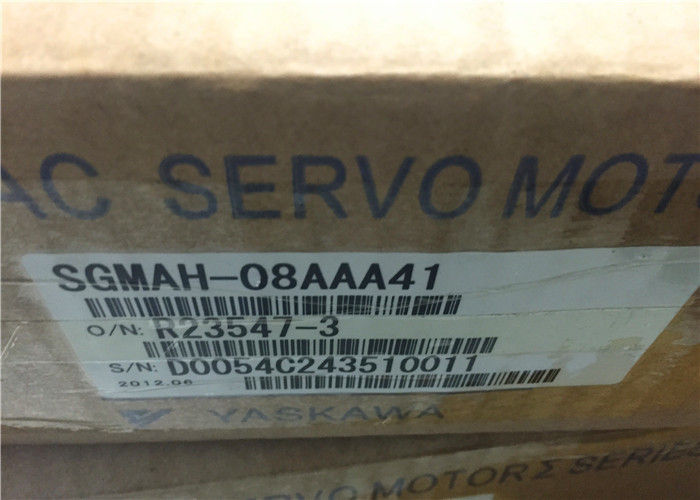 AC SERVO MOTOR
SGMAH-08AAA41
O/N: R23547-3
S/N: D0054C243510011
2012.06
YASKAWA
SERVO MOTOR Σ SERIES